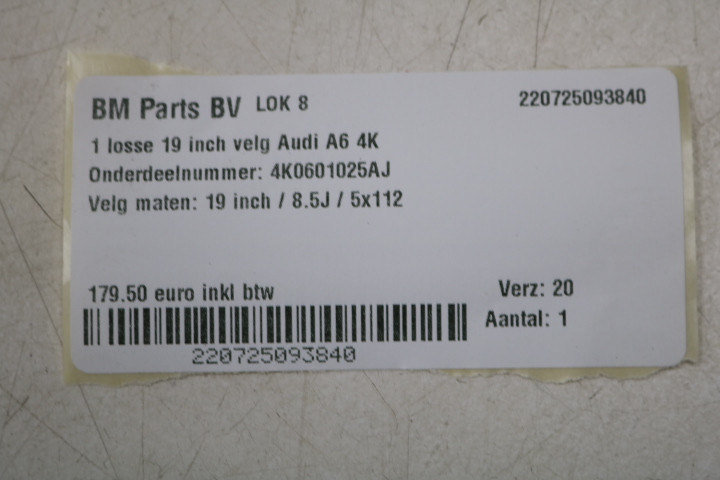 BM Parts BV LOK 8 220725093840
1 losse 19 inch velg Audi A6 4K
Onderdeelnummer: 4K0601025AJ
Velg maten: 19 inch / 8.5J / 5x112
179.50 euro inkl btw Verz: 20
Aantal: 1
220725093840